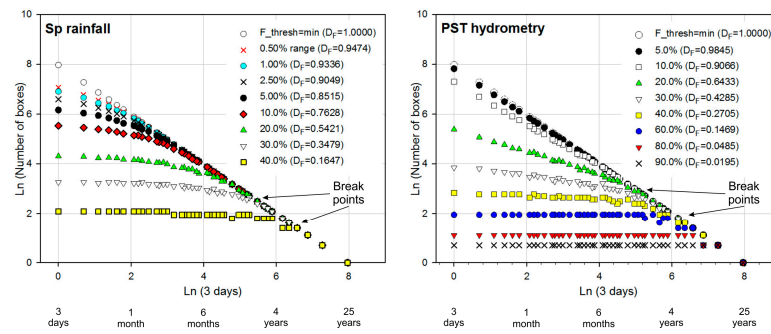 Sp rainfall
F_thresh=min (D_F=1.0000)
0.50% range (D_F=0.9474)
1.00% (D_F=0.9336)
2.50% (D_F=0.9049)
5.00% (D_F=0.8515)
10.0% (D_F=0.7628)
20.0% (D_F=0.5421)
30.0% (D_F=0.3479)
40.0% (D_F=0.1647)
Break
points
Ln (Number of boxes)
10
8
6
4
2
0
0 2 4 6 8
Ln (3 days)
3 1 6 4 25
days month months years years
PST hydrometry
F_thresh=min (D_F=1.0000)
5.0% (D_F=0.9845)
10.0% (D_F=0.9066)
20.0% (D_F=0.6433)
30.0% (D_F=0.4285)
40.0% (D_F=0.2705)
60.0% (D_F=0.1469)
80.0% (D_F=0.0485)
90.0% (D_F=0.0195)
Break
points
Ln (Number of boxes)
10
8
6
4
2
0
0 2 4 6 8
Ln (3 days)
3 1 6 4 25
days month months years years